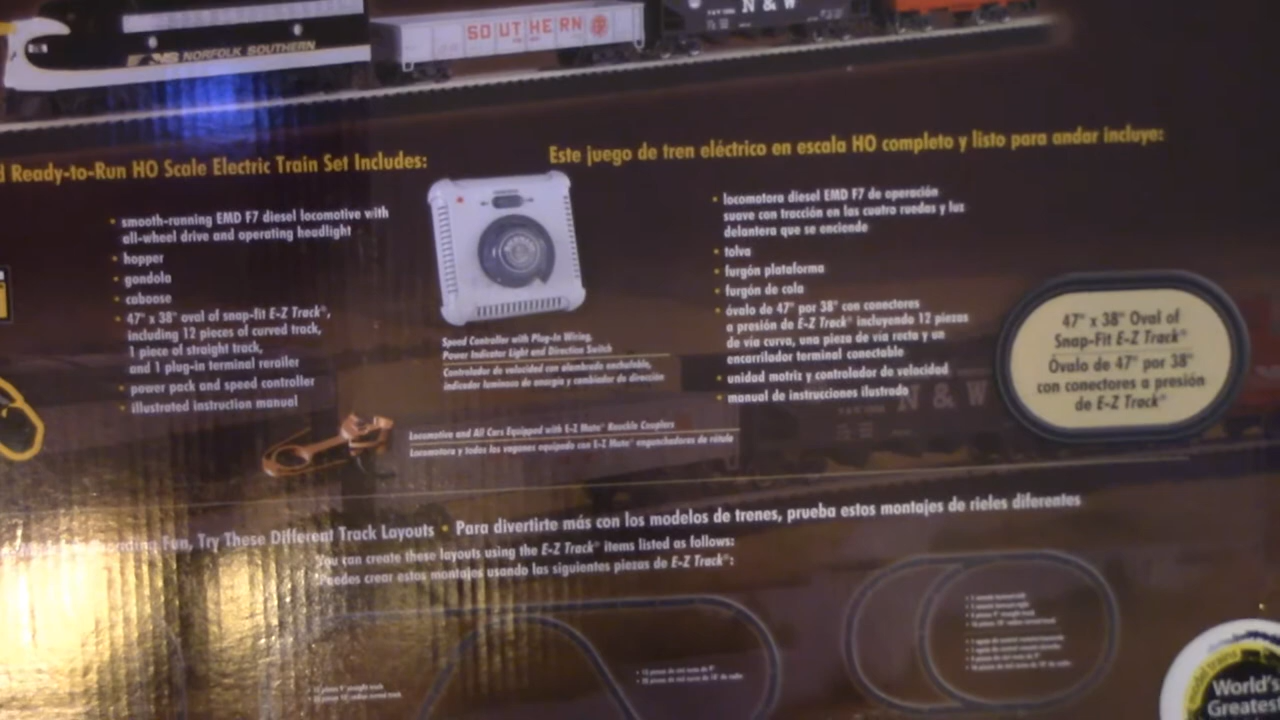 SOUTHERN
N & W
NORFOLK SOUTHERN
Ready-to-Run HO Scale Electric Train Set Includes:
• smooth-running EMD F7 diesel locomotive with
all-wheel drive and operating headlight
• hopper
• gondola
• caboose
• 47" x 38" oval of snap-fit E-Z Track®,
including 12 pieces of curved track,
1 piece of straight track,
and 1 plug-in terminal rerailer
• power pack and speed controller
• illustrated instruction manual
Speed Controller with Plug-In Wiring,
Power Indicator Light and Direction Switch
Controlador de velocidad con alambrado enchufable,
indicador luminoso de energía y cambiador de dirección
Locomotive and All Cars Equipped with E-Z Mate® Knuckle Couplers
Locomotora y todos los vagones equipado con E-Z Mate® enganchadores de rótula
Este juego de tren eléctrico en escala HO completo y listo para andar incluye:
• locomotora diesel EMD F7 de operación
suave con tracción en las cuatro ruedas y luz
delantera que se enciende
• tolva
• furgón plataforma
• furgón de cola
• óvalo de 47" por 38" con conectores
a presión de E-Z Track® incluyendo 12 piezas
de vía curva, una pieza de vía recta y un
encarrilador terminal conectable
• unidad motriz y controlador de velocidad
• manual de instrucciones ilustrado
N & W
47" x 38" Oval of
Snap-Fit E-Z Track®
Óvalo de 47" por 38"
con conectores a presión
de E-Z Track®
Fun, Try These Different Track Layouts • Para divertirte más con los modelos de trenes, prueba estos montajes de rieles diferentes
You can create these layouts using the E-Z Track® items listed as follows:
Puedes crear estos montajes usando las siguientes piezas de E-Z Track®:
World's
Greatest